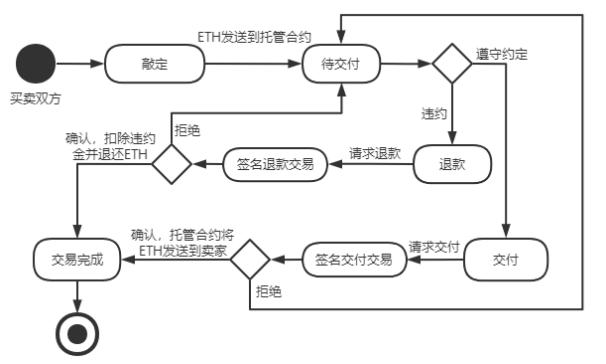 ETH发送到托管合约
敲定
待交付
遵守约定
买卖双方
违约
确认，扣除违约
金并退还ETH
拒绝
签名退款交易
请求退款
退款
确认，托管合约将
ETH发送到卖家
交易完成
签名交付交易
请求交付
交付
拒绝